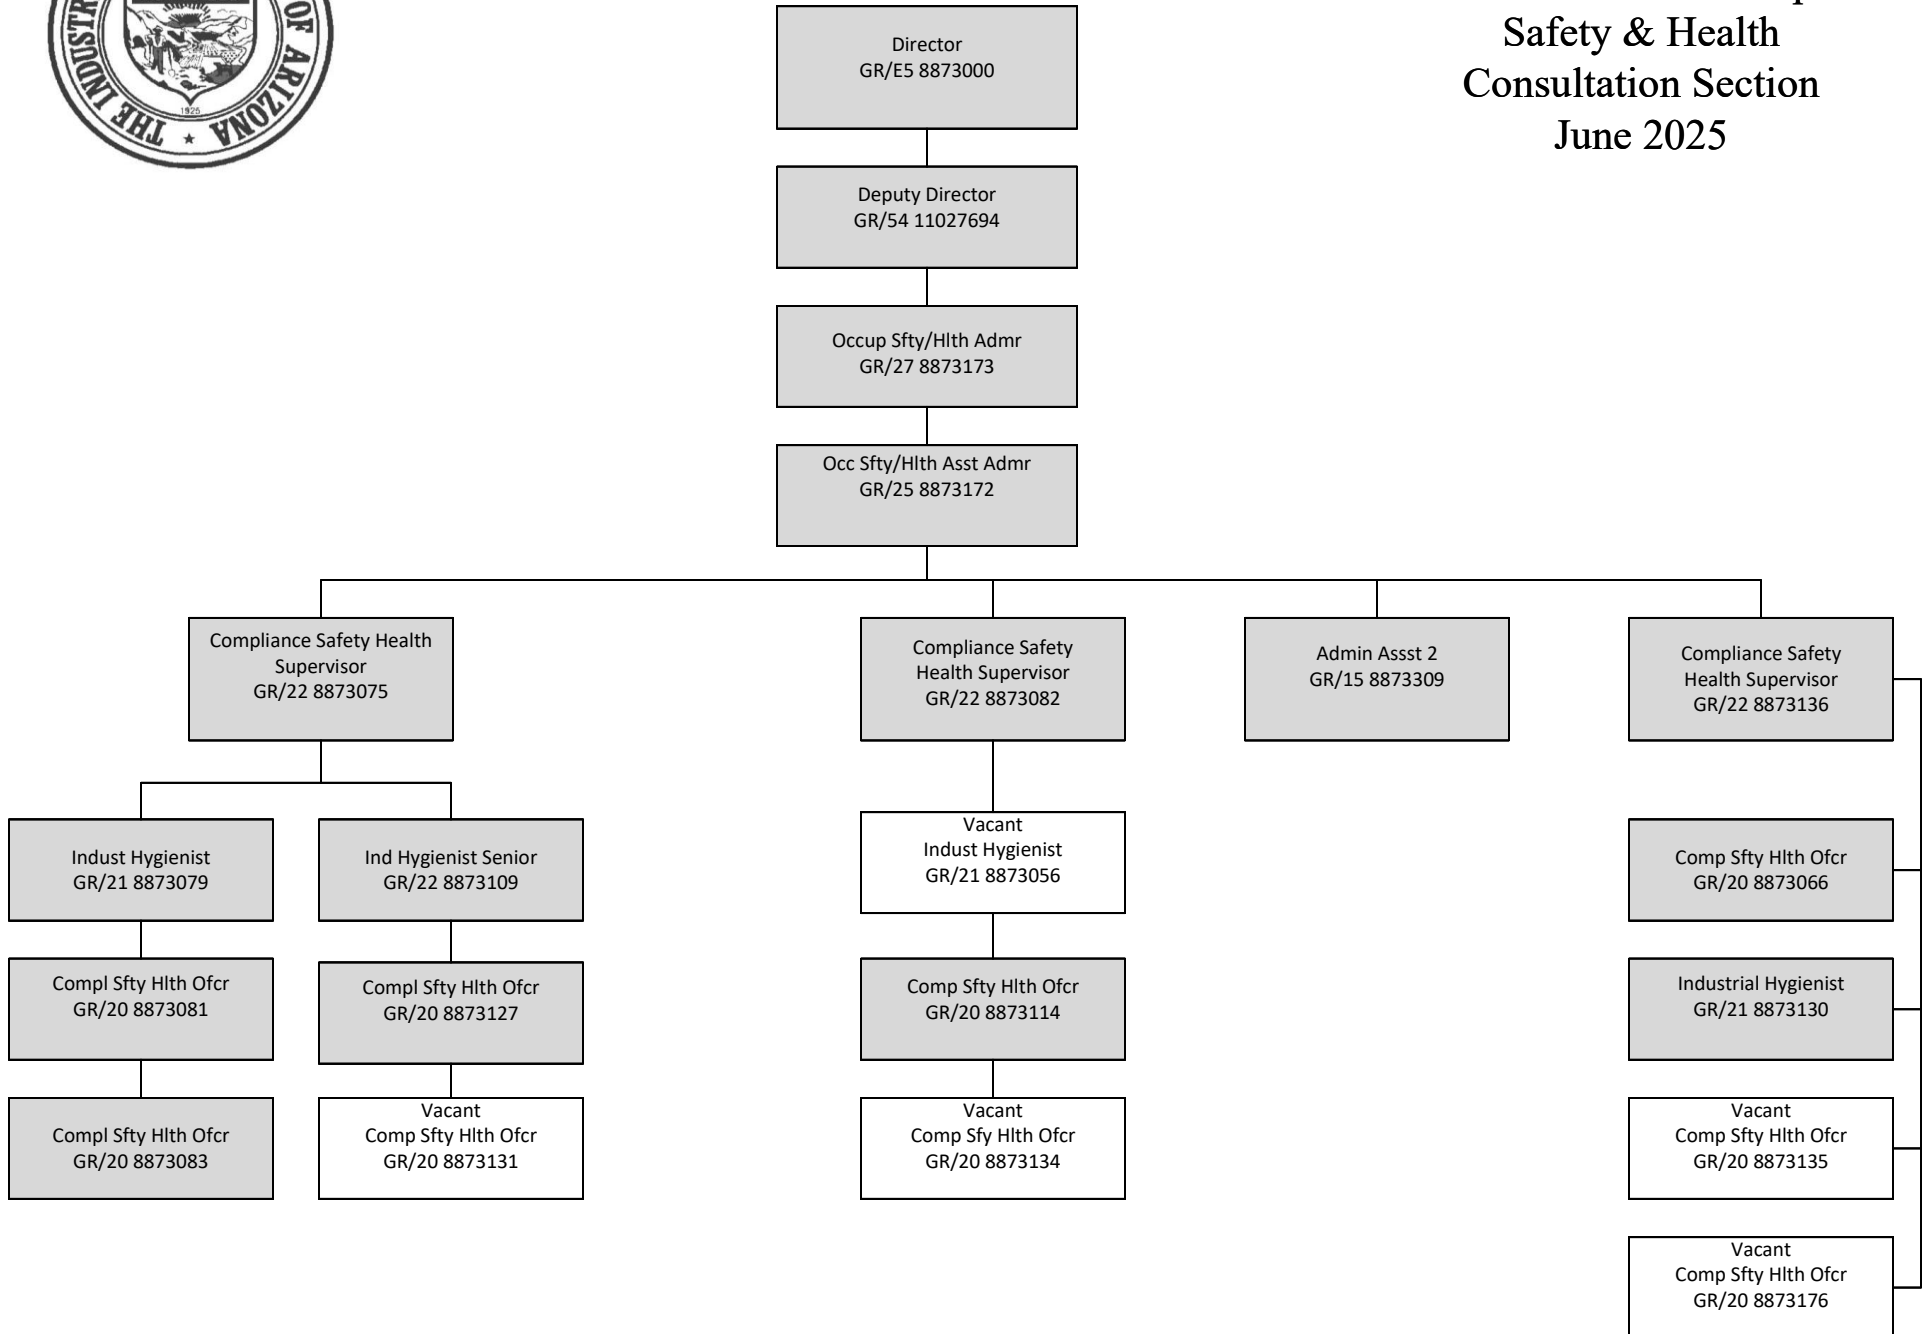 THE INDUSTR
OF ARIZONA
1925
Safety & Health
Consultation Section
June 2025
Director
GR/E5 8873000
Deputy Director
GR/54 11027694
Occup Sfty/Hlth Admr
GR/27 8873173
Occ Sfty/Hlth Asst Admr
GR/25 8873172
Compliance Safety Health
Supervisor
GR/22 8873075
Compliance Safety
Health Supervisor
GR/22 8873082
Admin Assst 2
GR/15 8873309
Compliance Safety
Health Supervisor
GR/22 8873136
Indust Hygienist
GR/21 8873079
Ind Hygienist Senior
GR/22 8873109
Vacant
Indust Hygienist
GR/21 8873056
Comp Sfty Hlth Ofcr
GR/20 8873066
Compl Sfty Hlth Ofcr
GR/20 8873081
Compl Sfty Hlth Ofcr
GR/20 8873127
Comp Sfty Hlth Ofcr
GR/20 8873114
Industrial Hygienist
GR/21 8873130
Compl Sfty Hlth Ofcr
GR/20 8873083
Vacant
Comp Sfty Hlth Ofcr
GR/20 8873131
Vacant
Comp Sfy Hlth Ofcr
GR/20 8873134
Vacant
Comp Sfty Hlth Ofcr
GR/20 8873135
Vacant
Comp Sfty Hlth Ofcr
GR/20 8873176